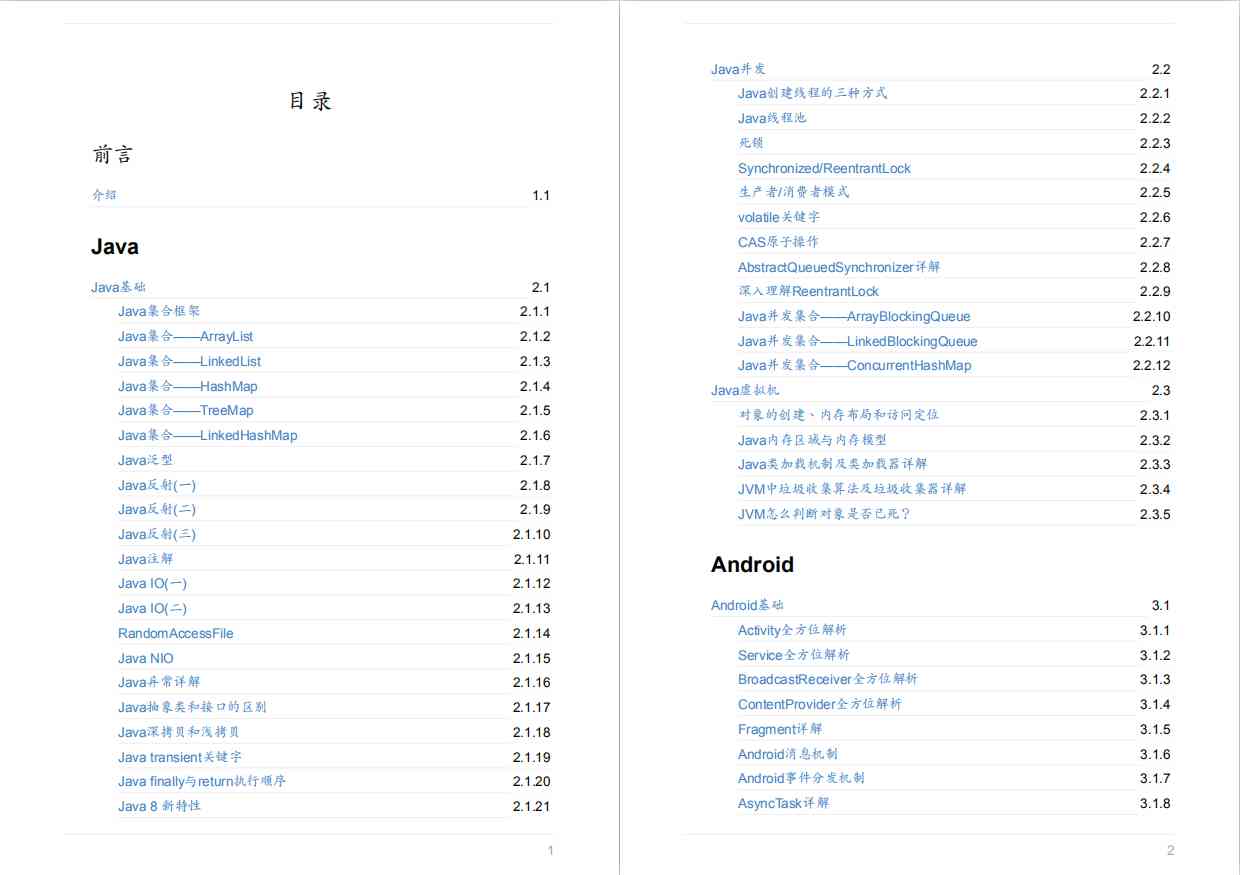 目录
前言
介绍 1.1
Java
Java基础 2.1
Java集合框架 2.1.1
Java集合——ArrayList 2.1.2
Java集合——LinkedList 2.1.3
Java集合——HashMap 2.1.4
Java集合——TreeMap 2.1.5
Java集合——LinkedHashMap 2.1.6
Java泛型 2.1.7
Java反射(一) 2.1.8
Java反射(二) 2.1.9
Java反射(三) 2.1.10
Java注解 2.1.11
Java IO(一) 2.1.12
Java IO(二) 2.1.13
RandomAccessFile 2.1.14
Java NIO 2.1.15
Java异常详解 2.1.16
Java抽象类和接口的区别 2.1.17
Java深拷贝和浅拷贝 2.1.18
Java transient关键字 2.1.19
Java finally与return执行顺序 2.1.20
Java 8 新特性 2.1.21
1
Java并发 2.2
Java创建线程的三种方式 2.2.1
Java线程池 2.2.2
死锁 2.2.3
Synchronized/ReentrantLock 2.2.4
生产者/消费者模式 2.2.5
volatile关键字 2.2.6
CAS原子操作 2.2.7
AbstractQueuedSynchronizer详解 2.2.8
深入理解ReentrantLock 2.2.9
Java并发集合——ArrayBlockingQueue 2.2.10
Java并发集合——LinkedBlockingQueue 2.2.11
Java并发集合——ConcurrentHashMap 2.2.12
Java虚拟机 2.3
对象的创建、内存布局和访问定位 2.3.1
Java内存区域与内存模型 2.3.2
Java类加载机制及类加载器详解 2.3.3
JVM中垃圾收集算法及垃圾收集器详解 2.3.4
JVM怎么判断对象是否已死？ 2.3.5
Android
Android基础 3.1
Activity全方位解析 3.1.1
Service全方位解析 3.1.2
BroadcastReceiver全方位解析 3.1.3
ContentProvider全方位解析 3.1.4
Fragment详解 3.1.5
Android消息机制 3.1.6
Android事件分发机制 3.1.7
AsyncTask详解 3.1.8
2